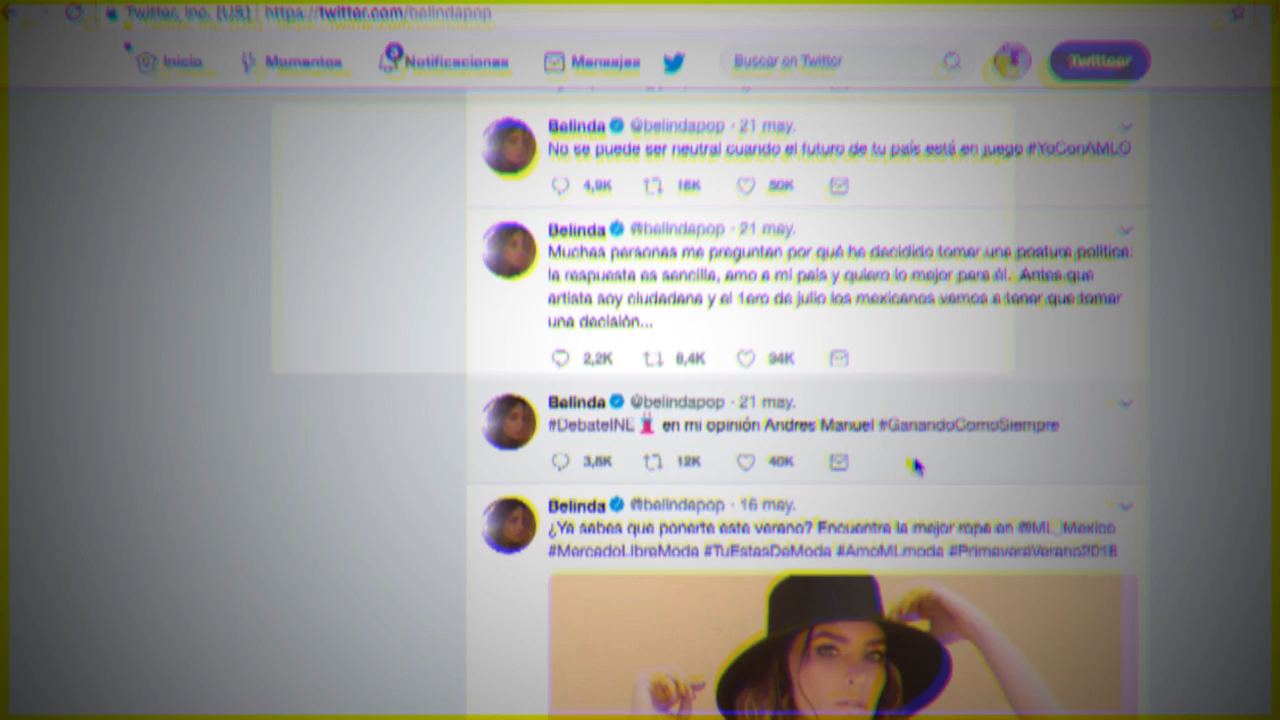 Twitter, Inc. [US] | https://twitter.com/belindapop
Inicio Momentos Notificaciones Mensajes Buscar en Twitter Twittear
Belinda @belindapop · 21 may.
No se puede ser neutral cuando el futuro de tu país está en juego #YoConAMLO
4,9K 16K 50K
Belinda @belindapop · 21 may.
Muchas personas me preguntan por qué he decidido tomar una postura política:
la respuesta es sencilla, amo a mi país y quiero lo mejor para él. Antes que
artista soy ciudadana y el 1ero de julio los mexicanos vamos a tener que tomar
una decisión...
2,2K 8,4K 34K
Belinda @belindapop · 21 may.
#DebateINE en mi opinión Andres Manuel #GanandoComoSiempre
12K 40K
Belinda @belindapop · 16 may.
¿Ya sabes que ponerte este verano? Encuentra la mejor ropa en @ML_Mexico
#MercadoLibreModa #TuEstasDeModa #AmoMLmoda #PrimaveraVerano2018